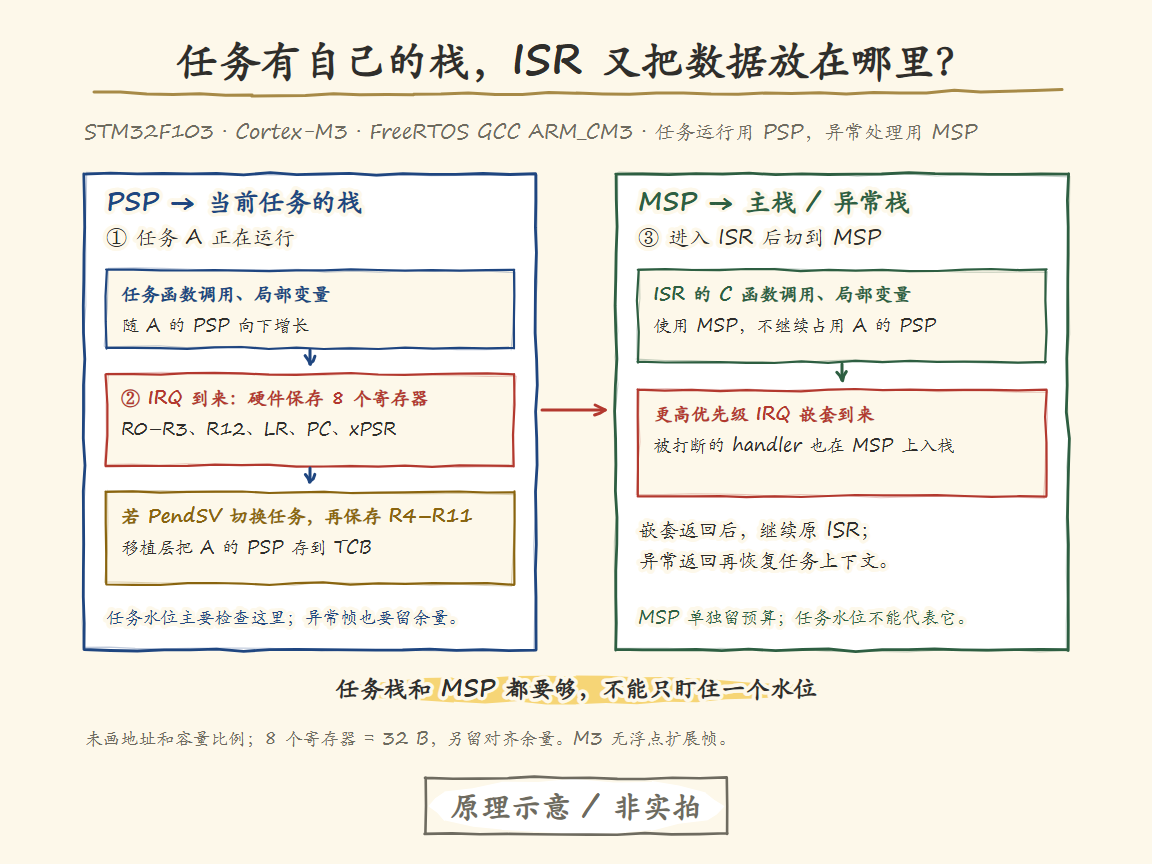 任务有自己的栈，ISR 又把数据放在哪里？
STM32F103 · Cortex-M3 · FreeRTOS GCC ARM_CM3 · 任务运行用 PSP，异常处理用 MSP
PSP → 当前任务的栈
① 任务 A 正在运行
任务函数调用、局部变量
随 A 的 PSP 向下增长
② IRQ 到来：硬件保存 8 个寄存器
R0–R3、R12、LR、PC、xPSR
若 PendSV 切换任务，再保存 R4–R11
移植层把 A 的 PSP 存到 TCB
任务水位主要检查这里；异常帧也要留余量。
MSP → 主栈 / 异常栈
③ 进入 ISR 后切到 MSP
ISR 的 C 函数调用、局部变量
使用 MSP，不继续占用 A 的 PSP
更高优先级 IRQ 嵌套到来
被打断的 handler 也在 MSP 上入栈
嵌套返回后，继续原 ISR；
异常返回再恢复任务上下文。
MSP 单独留预算；任务水位不能代表它。
任务栈和 MSP 都要够，不能只盯住一个水位
未画地址和容量比例；8 个寄存器 = 32 B，另留对齐余量。M3 无浮点扩展帧。
原理示意 / 非实拍